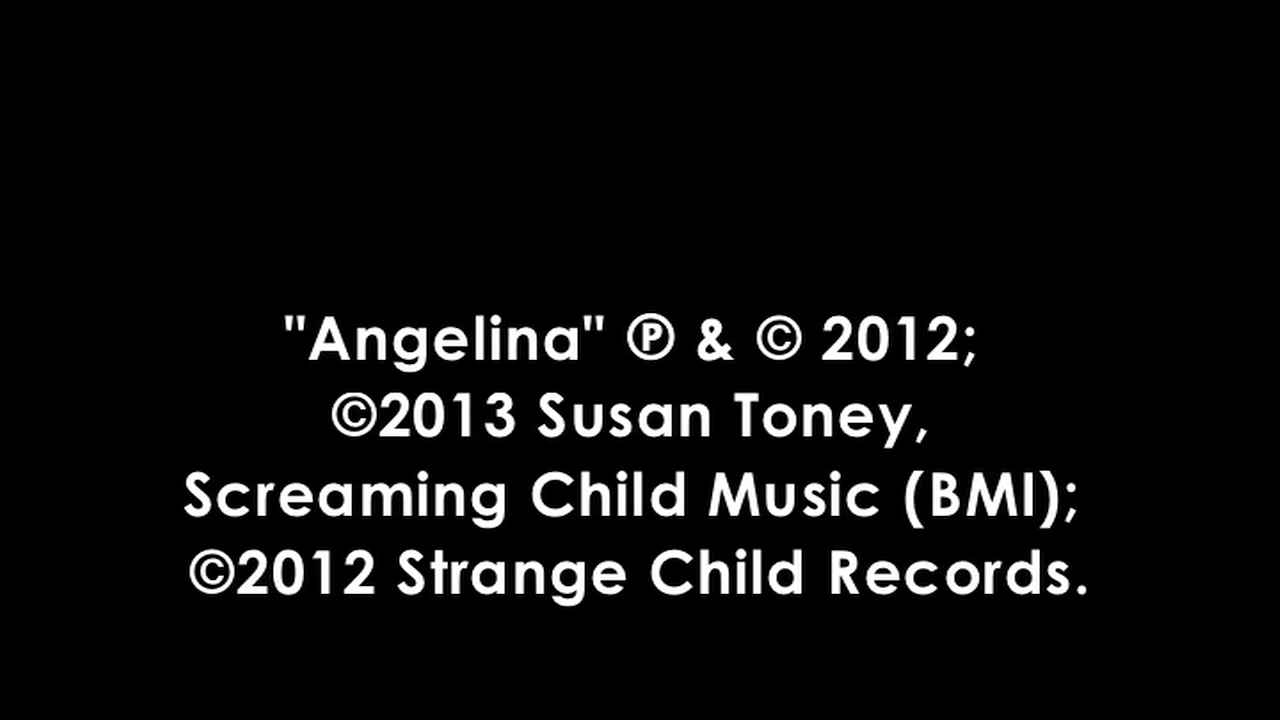 "Angelina" ℗ & © 2012;
©2013 Susan Toney,
Screaming Child Music (BMI);
©2012 Strange Child Records.